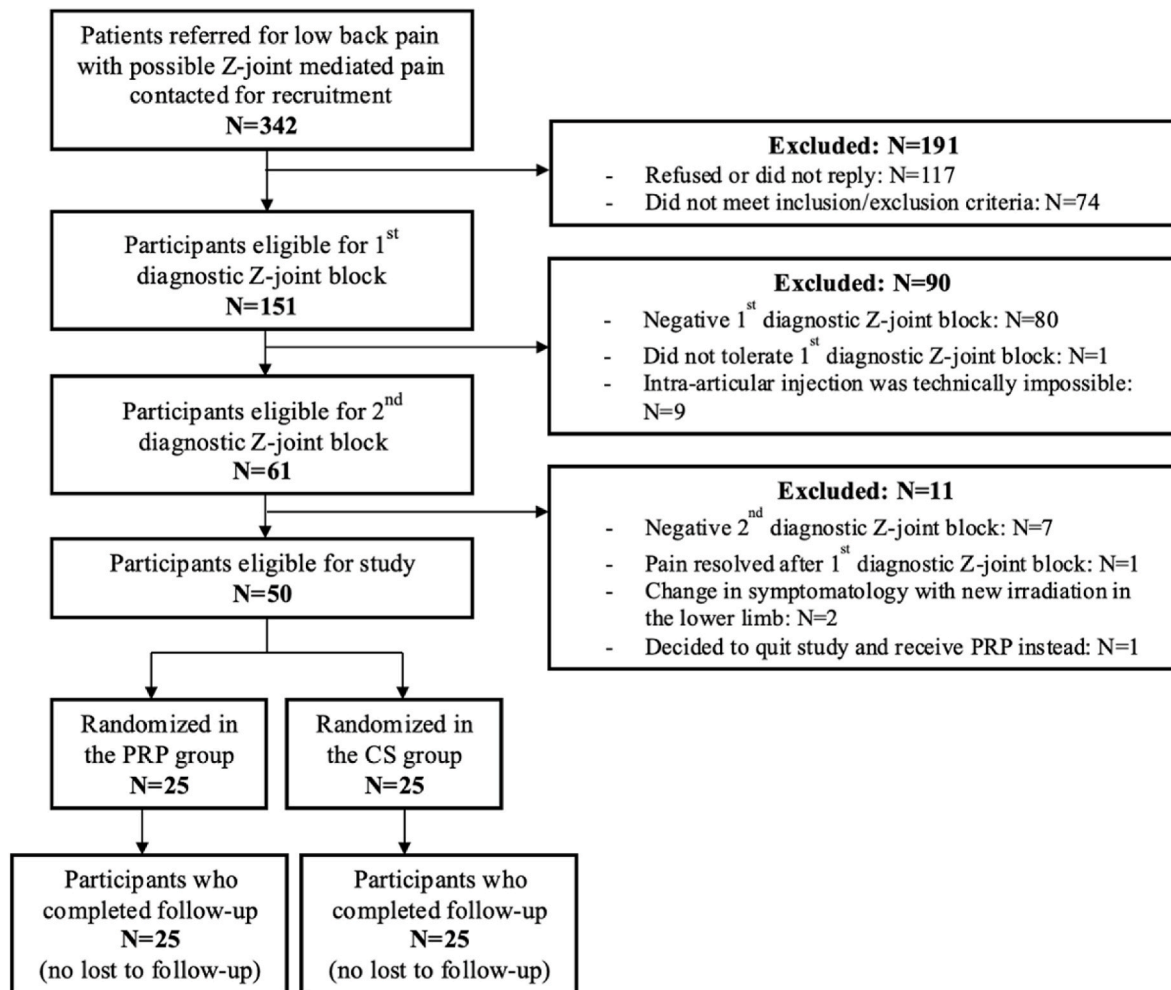 Patients referred for low back pain
with possible Z-joint mediated pain
contacted for recruitment
N=342
Excluded: N=191
- Refused or did not reply: N=117
- Did not meet inclusion/exclusion criteria: N=74
Participants eligible for 1st
diagnostic Z-joint block
N=151
Excluded: N=90
- Negative 1st diagnostic Z-joint block: N=80
- Did not tolerate 1st diagnostic Z-joint block: N=1
- Intra-articular injection was technically impossible:
N=9
Participants eligible for 2nd
diagnostic Z-joint block
N=61
Excluded: N=11
- Negative 2nd diagnostic Z-joint block: N=7
- Pain resolved after 1st diagnostic Z-joint block: N=1
- Change in symptomatology with new irradiation in
the lower limb: N=2
- Decided to quit study and receive PRP instead: N=1
Participants eligible for study
N=50
Randomized in
the PRP group
N=25
Randomized in
the CS group
N=25
Participants who
completed follow-up
N=25
(no lost to follow-up)
Participants who
completed follow-up
N=25
(no lost to follow-up)